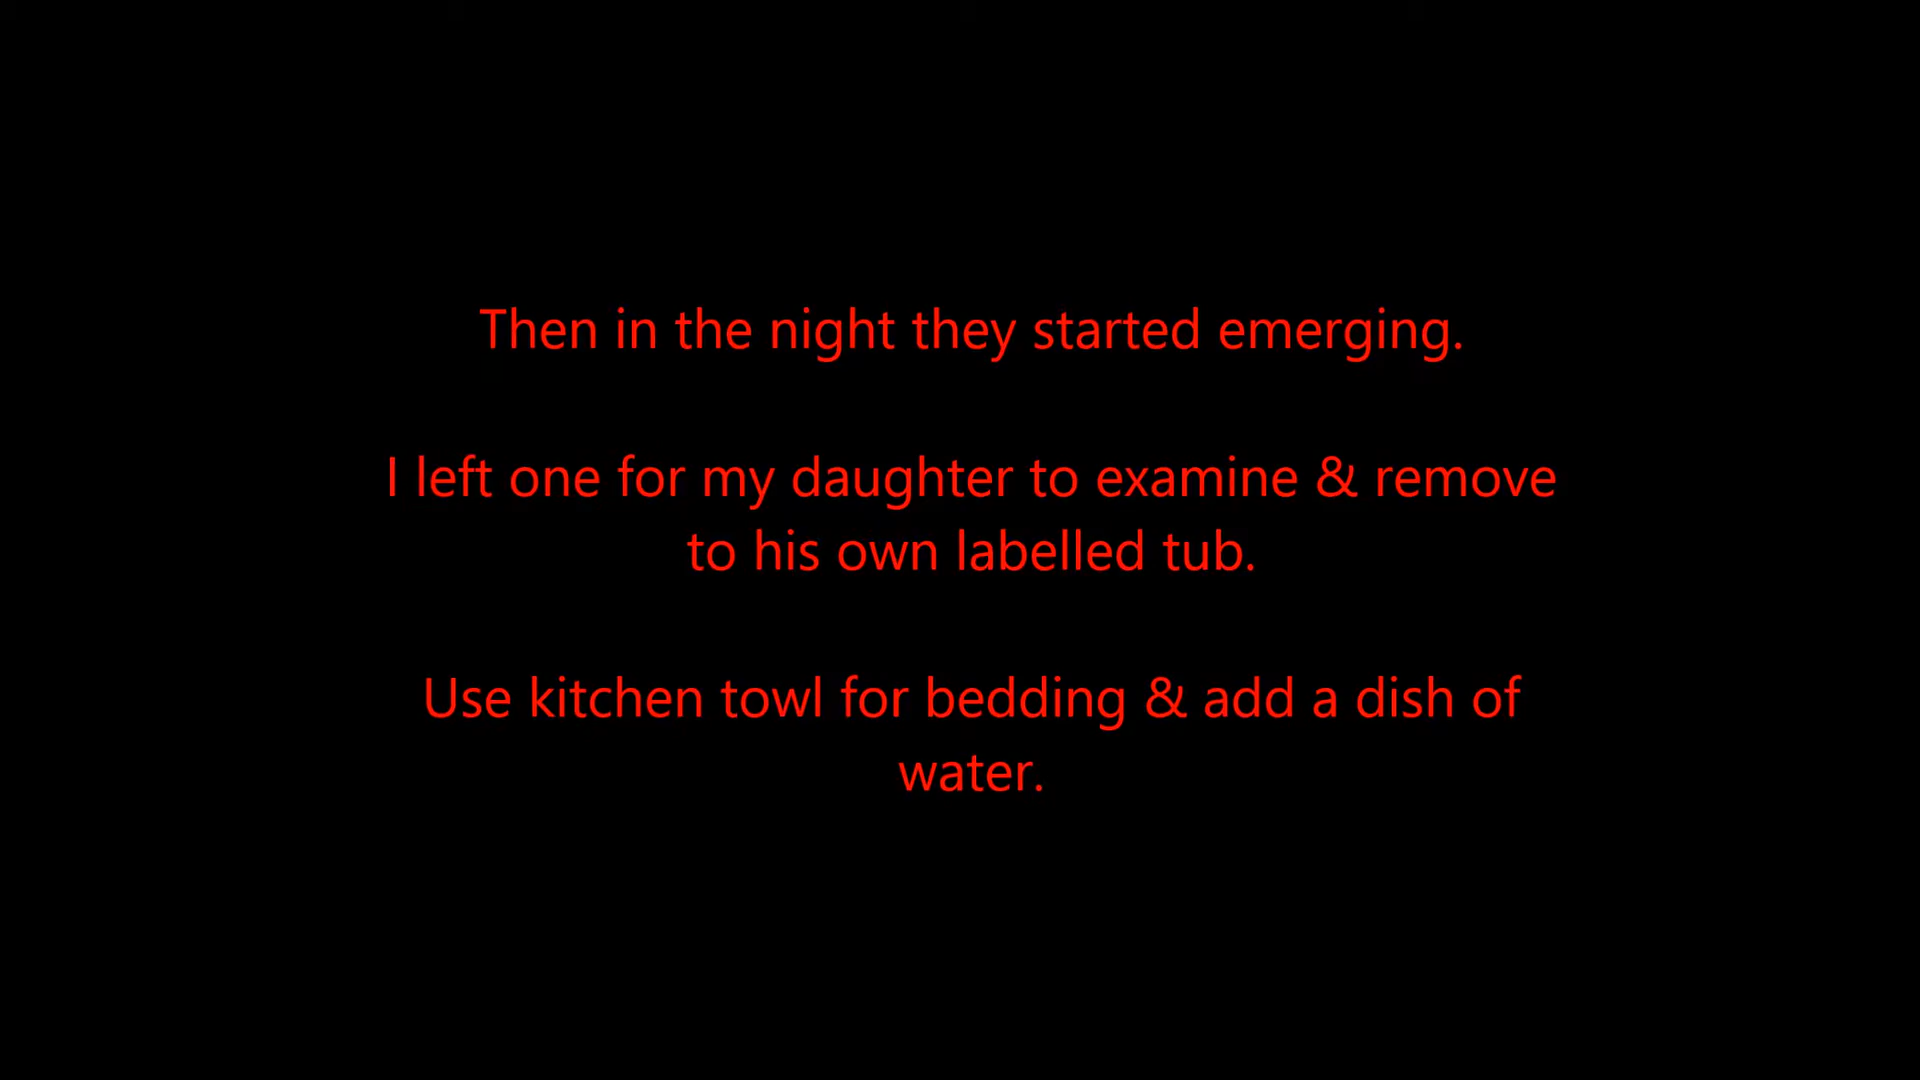 Then in the night they started emerging.
I left one for my daughter to examine & remove
to his own labelled tub.
Use kitchen towl for bedding & add a dish of
water.